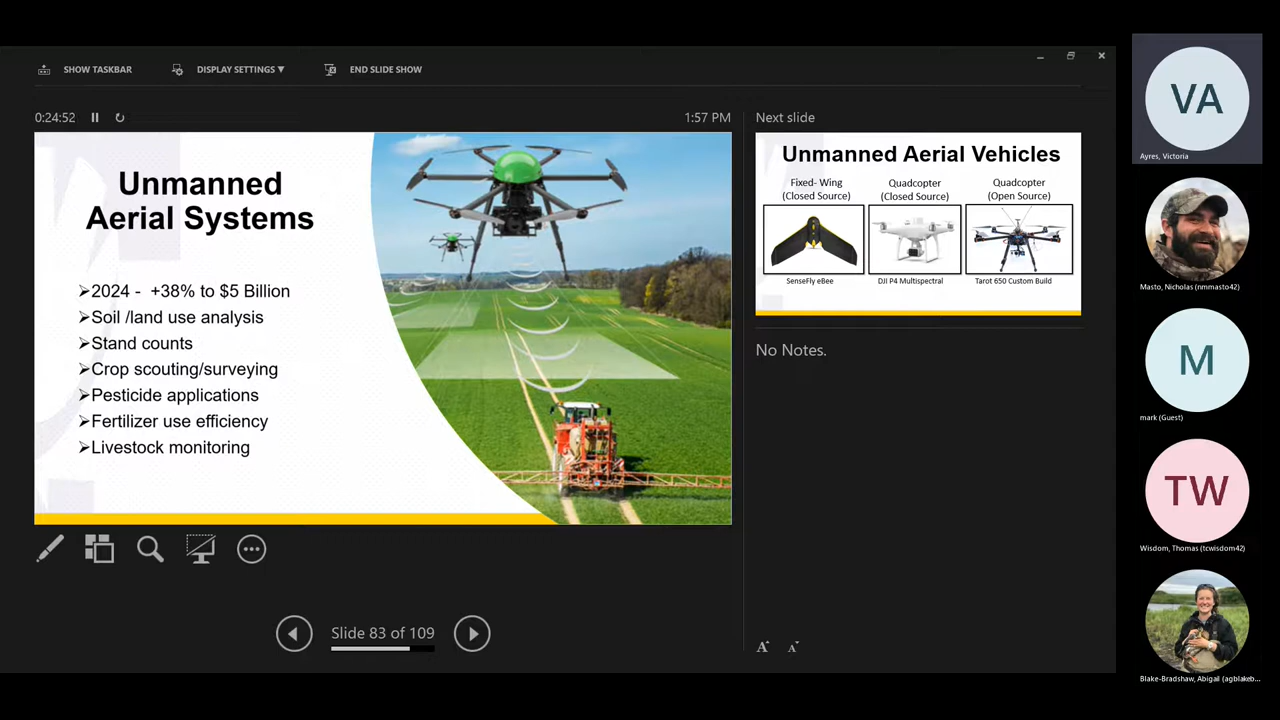 SHOW TASKBAR
DISPLAY SETTINGS ▼
END SLIDE SHOW
0:24:52
1:57 PM
Unmanned
Aerial Systems
➢2024 -  +38% to $5 Billion
➢Soil /land use analysis
➢Stand counts
➢Crop scouting/surveying
➢Pesticide applications
➢Fertilizer use efficiency
➢Livestock monitoring
Slide 83 of 109
Next slide
Unmanned Aerial Vehicles
Fixed- Wing
(Closed Source)
Quadcopter
(Closed Source)
Quadcopter
(Open Source)
SenseFly eBee
DJI P4 Multispectral
Tarot 650 Custom Build
No Notes.
A A
VA
Ayres, Victoria
Masto, Nicholas (nmmasto42)
M
mark (Guest)
TW
Wisdom, Thomas (tcwisdom42)
Blake-Bradshaw, Abigail (agblakeb...